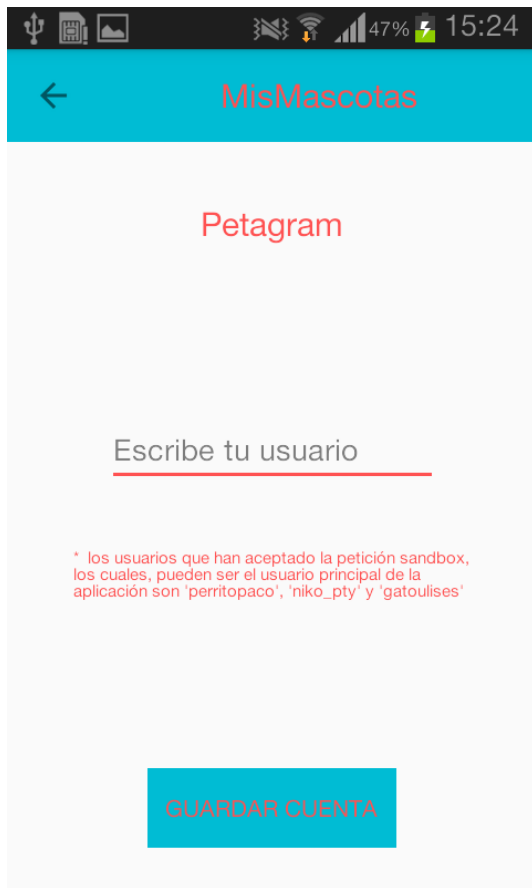 47% 15:24
MisMascotas
Petagram
Escribe tu usuario
* los usuarios que han aceptado la petición sandbox,
los cuales, pueden ser el usuario principal de la
aplicación son 'perritopaco', 'niko_pty' y 'gatoulises'
GUARDAR CUENTA